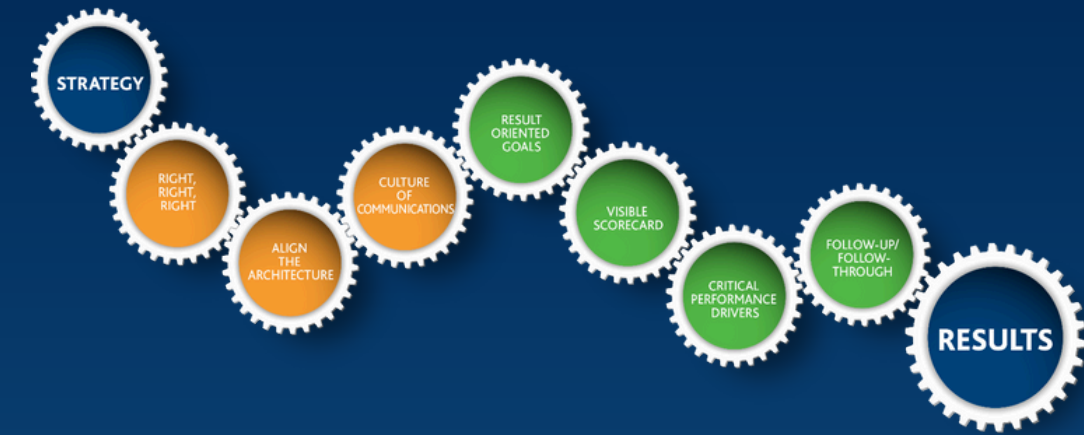 STRATEGY
RIGHT,
RIGHT,
RIGHT
ALIGN
THE
ARCHITECTURE
CULTURE
OF
COMMUNICATIONS
RESULT
ORIENTED
GOALS
VISIBLE
SCORECARD
CRITICAL
PERFORMANCE
DRIVERS
FOLLOW-UP/
FOLLOW-
THROUGH
RESULTS